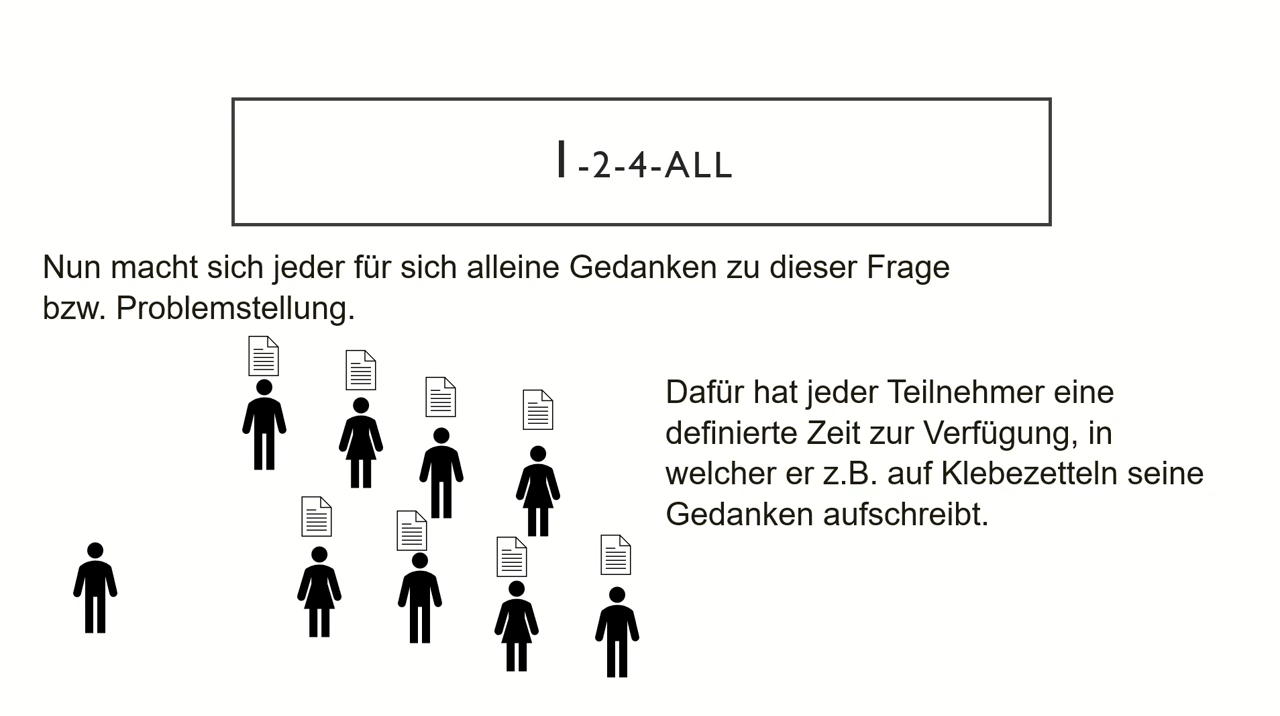 1-2-4-ALL
Nun macht sich jeder für sich alleine Gedanken zu dieser Frage
bzw. Problemstellung.
Dafür hat jeder Teilnehmer eine
definierte Zeit zur Verfügung, in
welcher er z.B. auf Klebezetteln seine
Gedanken aufschreibt.